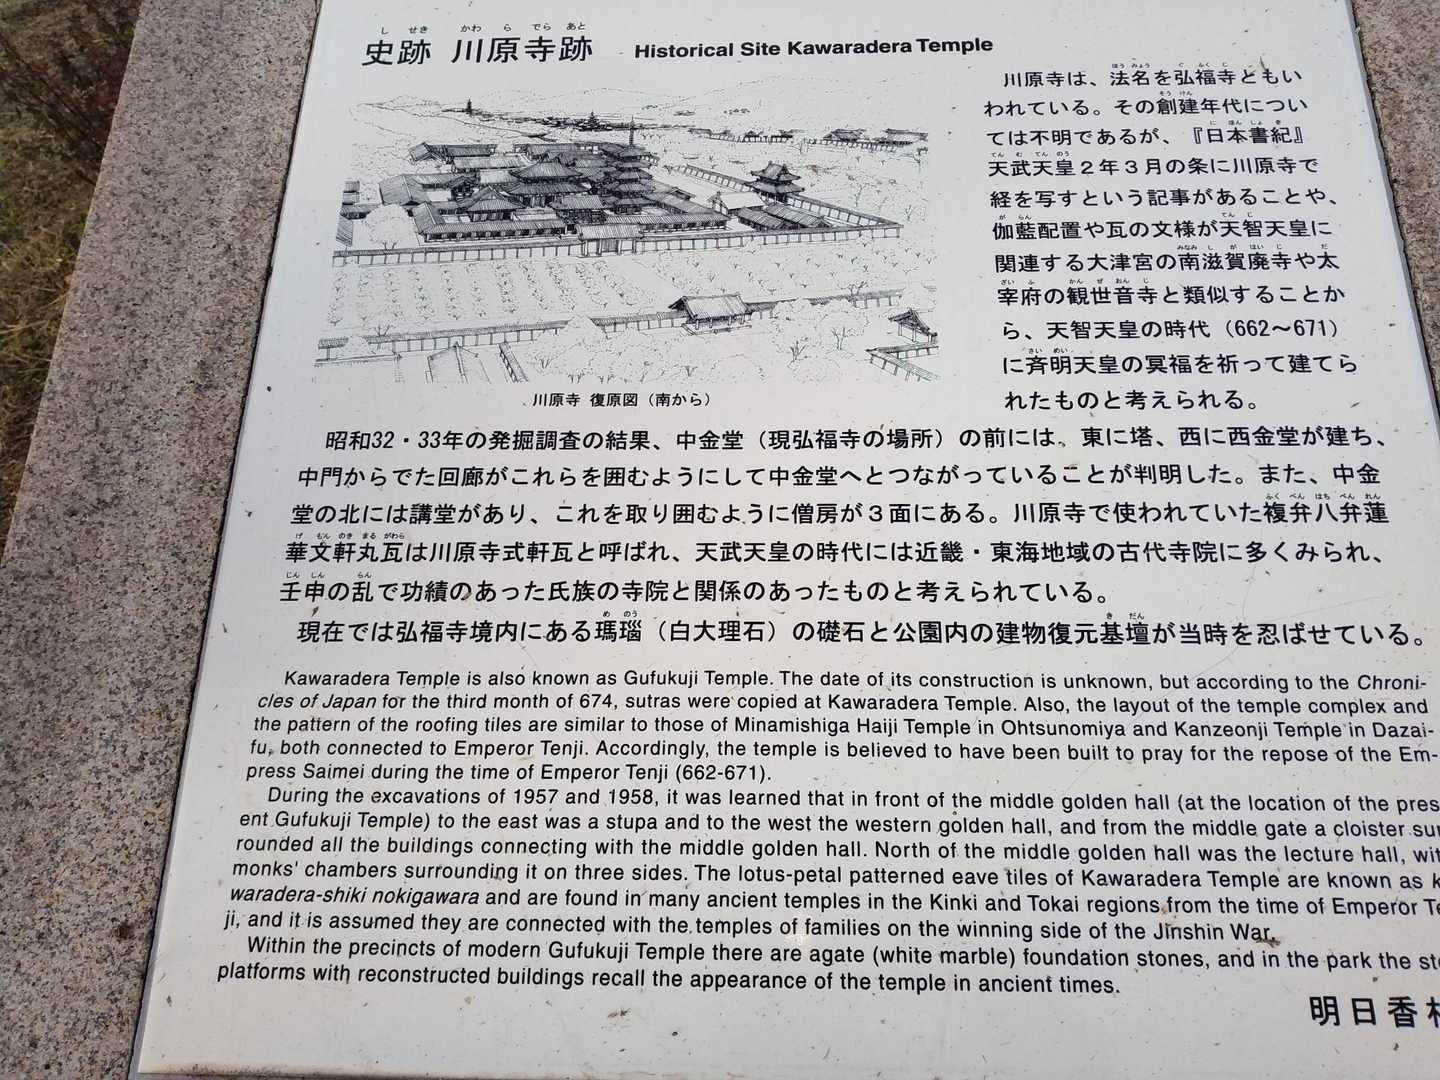 史跡 川原寺跡 Historical Site Kawaradera Temple
川原寺は、法名を弘福寺ともい
われている。その創建年代につい
ては不明であるが、『日本書紀』
天武天皇2年3月の条に川原寺で
経を写すという記事があることや、
伽藍配置や瓦の文様が天智天皇に
関連する大津宮の南滋賀廃寺や太
宰府の観世音寺と類似することか
ら、天智天皇の時代(662〜671)
に斉明天皇の冥福を祈って建てら
れたものと考えられる。
川原寺 復原図(南から)
昭和32・33年の発掘調査の結果、中金堂(現弘福寺の場所)の前には、東に塔、西に西金堂が建ち、
中門からでた回廊がこれらを囲むようにして中金堂へとつながっていることが判明した。また、中金
堂の北には講堂があり、これを取り囲むように僧房が3面にある。川原寺で使われていた複弁八弁蓮
華文軒丸瓦は川原寺式軒瓦と呼ばれ、天武天皇の時代には近畿・東海地域の古代寺院に多くみられ、
壬申の乱で功績のあった氏族の寺院と関係のあったものと考えられている。
現在では弘福寺境内にある瑪瑙(白大理石)の礎石と公園内の建物復元基壇が当時を忍ばせている。
Kawaradera Temple is also known as Gufukuji Temple. The date of its construction is unknown, but according to the Chroni-
cles of Japan for the third month of 674, sutras were copied at Kawaradera Temple. Also, the layout of the temple complex and
the pattern of the roofing tiles are similar to those of Minamishiga Haiji Temple in Ohtsunomiya and Kanzeonji Temple in Dazai-
fu, both connected to Emperor Tenji. Accordingly, the temple is believed to have been built to pray for the repose of the Em-
press Saimei during the time of Emperor Tenji (662-671).
During the excavations of 1957 and 1958, it was learned that in front of the middle golden hall (at the location of the pres
ent Gufukuji Temple) to the east was a stupa and to the west the western golden hall, and from the middle gate a cloister sur
rounded all the buildings connecting with the middle golden hall. North of the middle golden hall was the lecture hall, wit
monks' chambers surrounding it on three sides. The lotus-petal patterned eave tiles of Kawaradera Temple are known as k
waradera-shiki nokigawara and are found in many ancient temples in the Kinki and Tokai regions from the time of Emperor Te
ji, and it is assumed they are connected with the temples of families on the winning side of the Jinshin War.
Within the precincts of modern Gufukuji Temple there are agate (white marble) foundation stones, and in the park the sto
platforms with reconstructed buildings recall the appearance of the temple in ancient times.
明日香